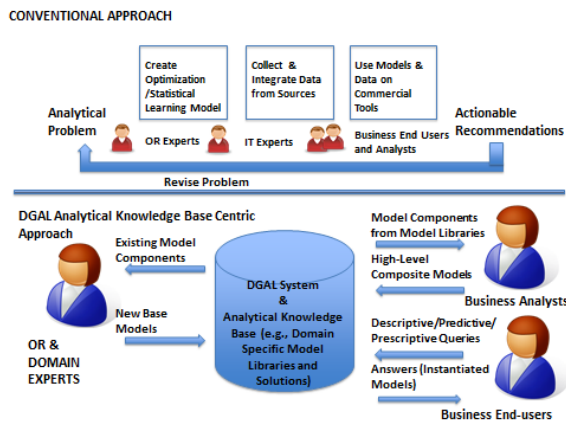 CONVENTIONAL APPROACH
Create
Optimization
/Statistical
Learning Model
Collect &
Integrate Data
from Sources
Use Models &
Data on
Commercial
Tools
Analytical
Problem
OR Experts
IT Experts
Business End Users
and Analysts
Actionable
Recommendations
Revise Problem
DGAL Analytical Knowledge Base Centric
Approach
Existing Model
Components
New Base
Models
OR &
DOMAIN
EXPERTS
DGAL System
&
Analytical Knowledge
Base (e.g., Domain
Specific Model
Libraries and
Solutions)
Model Components
from Model Libraries
High-Level
Composite Models
Business Analysts
Descriptive/Predictive/
Prescriptive Queries
Answers (Instantiated
Models)
Business End-users